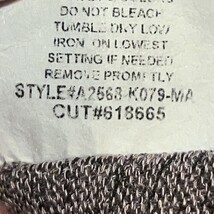 DO NOT BLEACH
TUMBLE DRY LOW
IRON ON LOWEST
SETTING IF NEEDED
REMOVE PROMPTLY
STYLE#A2568-K079-MA
CUT#618665